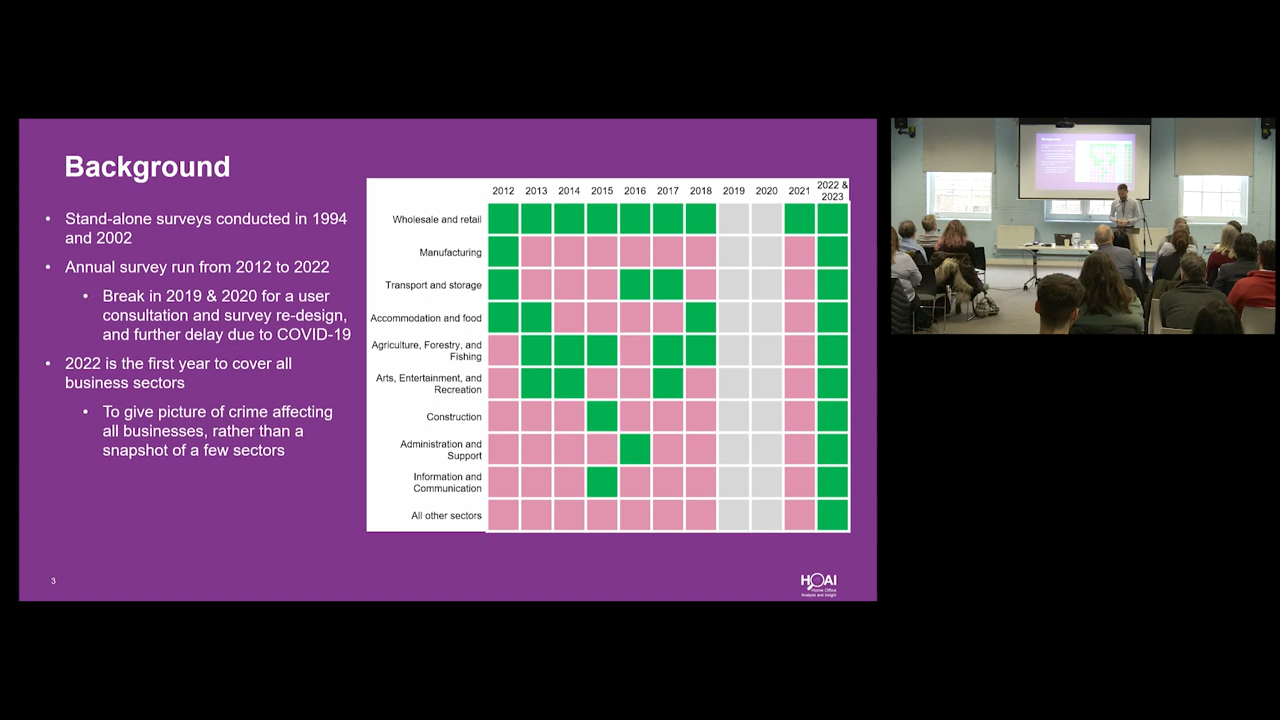 Background
• Stand-alone surveys conducted in 1994
and 2002
• Annual survey run from 2012 to 2022
• Break in 2019 & 2020 for a user
consultation and survey re-design,
and further delay due to COVID-19
• 2022 is the first year to cover all
business sectors
• To give picture of crime affecting
all businesses, rather than a
snapshot of a few sectors
2012 2013 2014 2015 2016 2017 2018 2019 2020 2021 2022 &
2023
Wholesale and retail
Manufacturing
Transport and storage
Accommodation and food
Agriculture, Forestry, and
Fishing
Arts, Entertainment, and
Recreation
Construction
Administration and
Support
Information and
Communication
All other sectors
3
HOAI
Home Office
Analysis and Insight